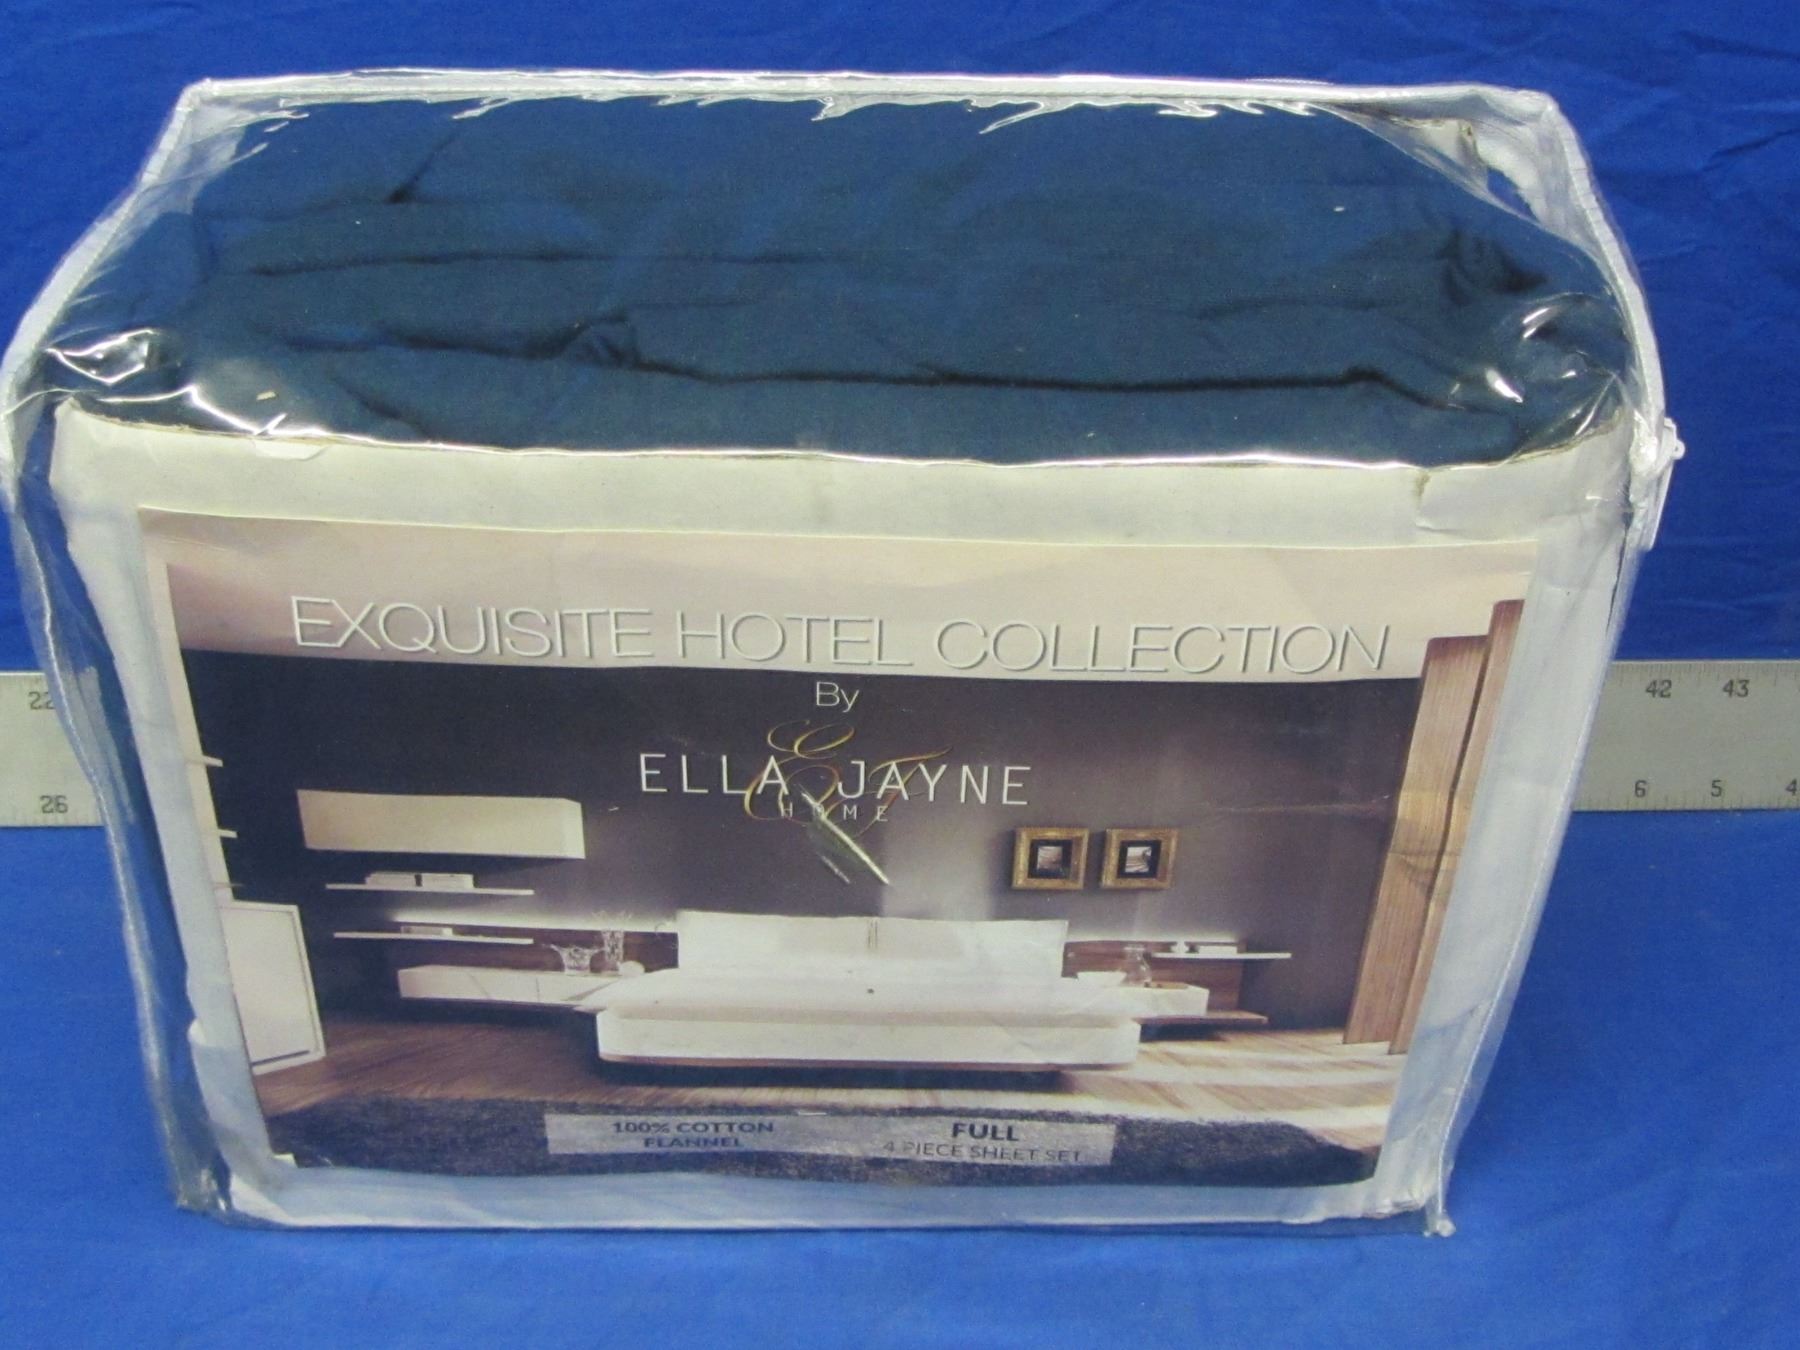 EXQUISITE HOTEL COLLECTION
By
ELLA JAYNE
HOME
100% COTTON
FLANNEL
FULL
4 PIECE SHEET SET
22
26
42 43
6 5 4